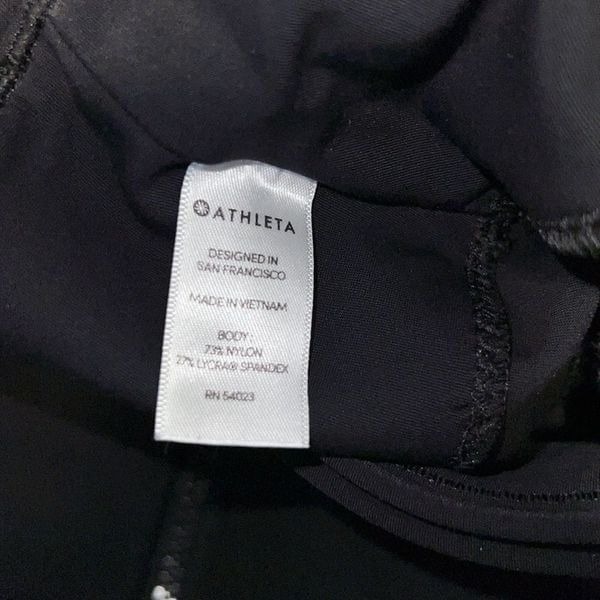 ATHLETA
DESIGNED IN
SAN FRANCISCO
MADE IN VIETNAM
BODY:
73% NYLON
27% LYCRA® SPANDEX
RN 54023